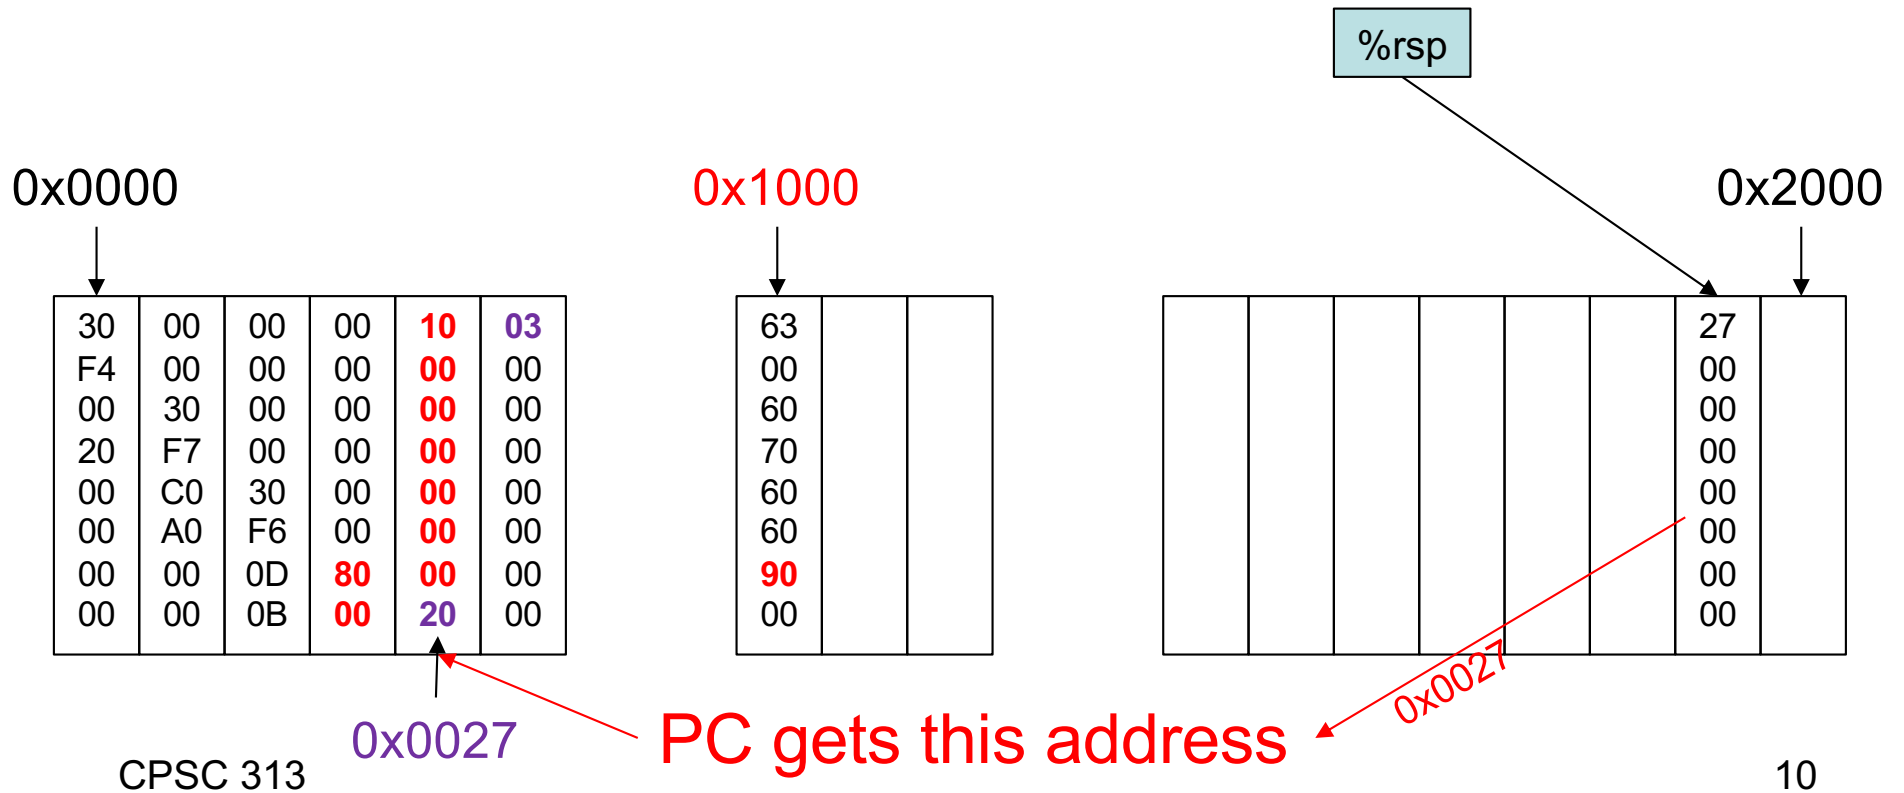 %rsp
0x0000 0x1000 0x2000
30 00 00 00 10 03 63 27
F4 00 00 00 00 00 00 00
00 30 00 00 00 00 60 00
20 F7 00 00 00 00 70 00
00 C0 30 00 00 00 60 00
00 A0 F6 00 00 00 60 00
00 00 0D 80 00 00 90 00
00 00 0B 00 20 00 00 00
0x0027
0x0027 PC gets this address
CPSC 313 10